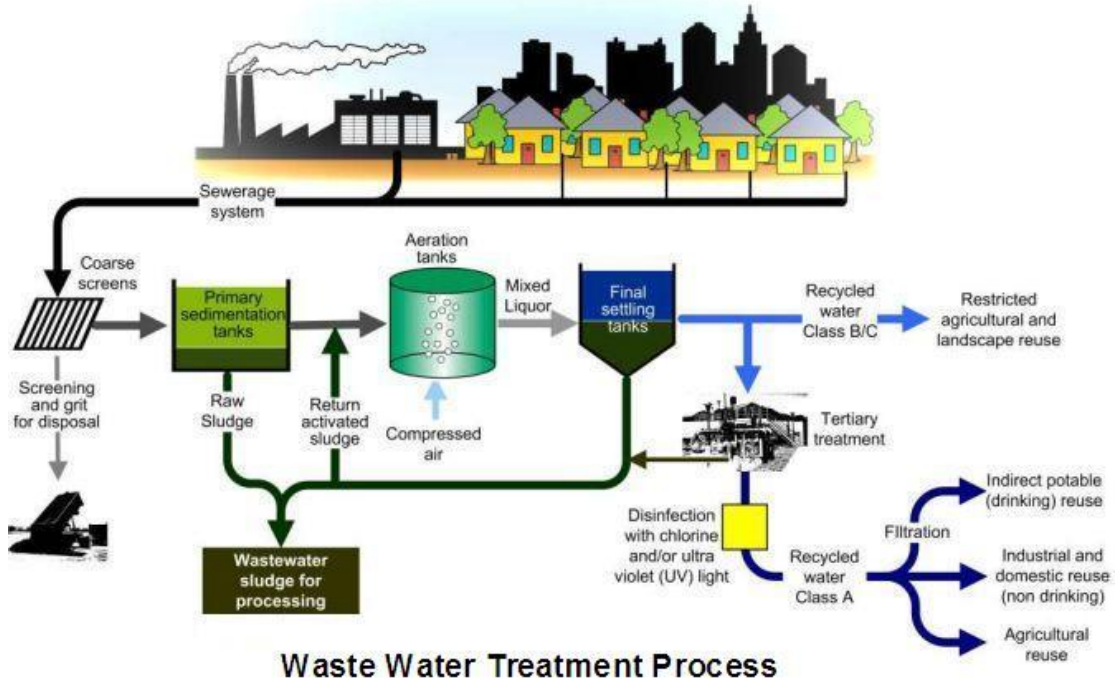 Sewerage
system
Coarse
screens
Primary
sedimentation
tanks
Aeration
tanks
Mixed
Liquor
Final
settling
tanks
Recycled
water
Class B/C
Restricted
agricultural and
landscape reuse
Screening
and grit
for disposal
Raw
Sludge
Return
activated
sludge
Compressed
air
Tertiary
treatment
Wastewater
sludge for
processing
Disinfection
with chlorine
and/or ultra
violet (UV) light
Recycled
water
Class A
FIltration
Indirect potable
(drinking) reuse
Industrial and
domestic reuse
(non drinking)
Agricultural
reuse
Waste Water Treatment Process